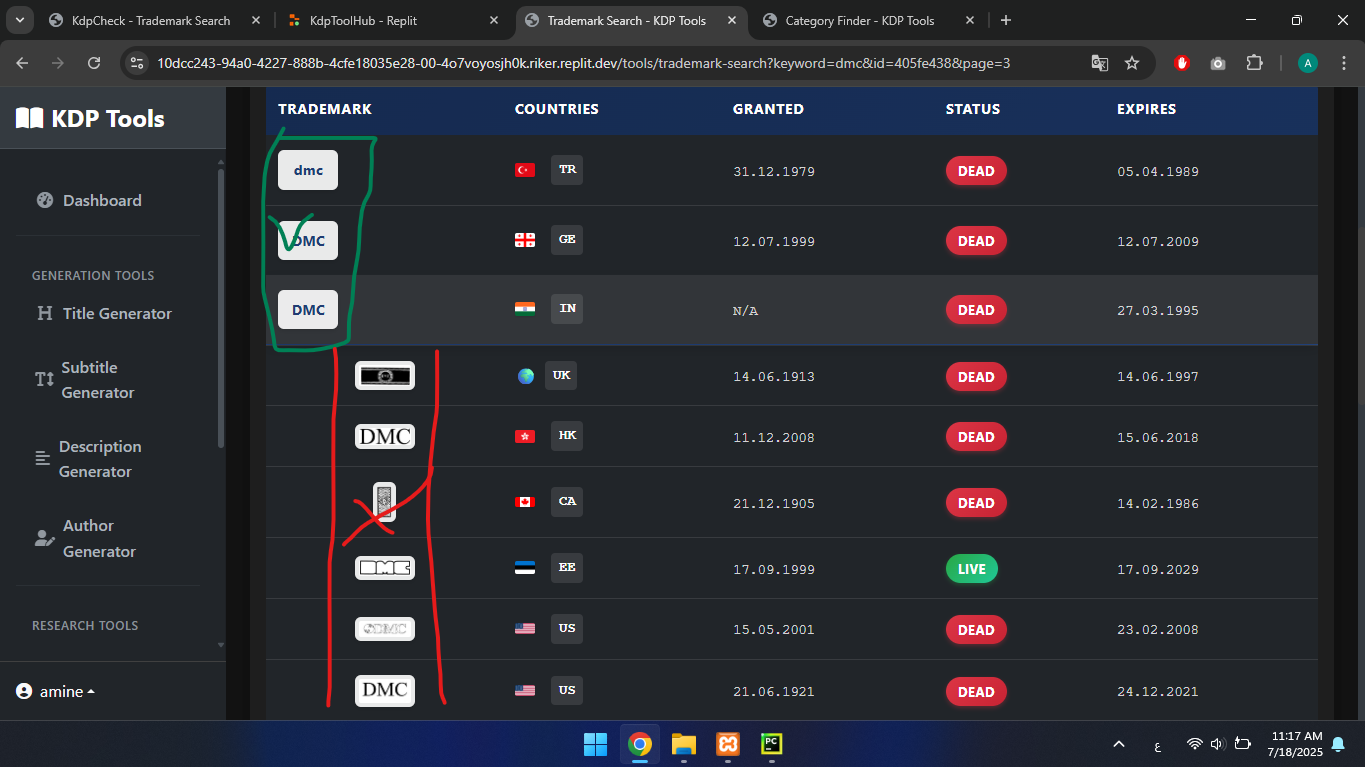 KdpCheck - Trademark Search
KdpToolHub - Replit
Trademark Search - KDP Tools
Category Finder - KDP Tools
10dcc243-94a0-4227-888b-4cfe18035e28-00-4o7voyosjh0k.riker.replit.dev/tools/trademark-search?keyword=dmc&id=405fe438&page=3
A
KDP Tools
Dashboard
GENERATION TOOLS
Title Generator
Subtitle
Generator
Description
Generator
Author
Generator
RESEARCH TOOLS
amine
TRADEMARK COUNTRIES GRANTED STATUS EXPIRES
dmc TR 31.12.1979 DEAD 05.04.1989
DMC GE 12.07.1999 DEAD 12.07.2009
DMC IN N/A DEAD 27.03.1995
UK 14.06.1913 DEAD 14.06.1997
DMC HK 11.12.2008 DEAD 15.06.2018
CA 21.12.1905 DEAD 14.02.1986
DMC EE 17.09.1999 LIVE 17.09.2029
DMC US 15.05.2001 DEAD 23.02.2008
DMC US 21.06.1921 DEAD 24.12.2021
PC
ع
11:17 AM
7/18/2025